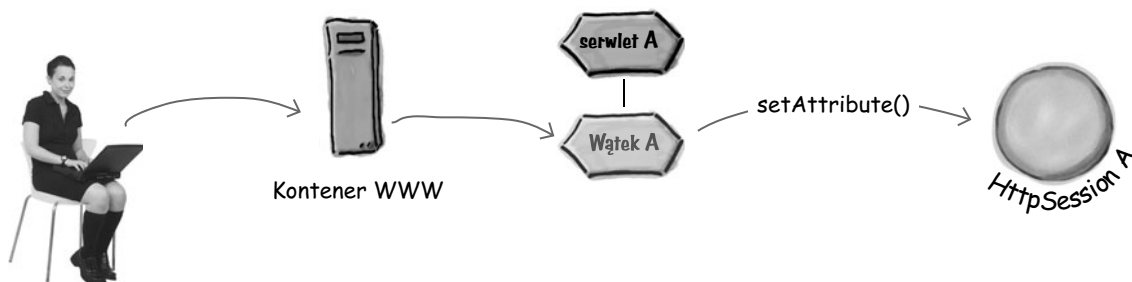 serwlet A
Wątek A
setAttribute()
Kontener WWW
HttpSession A